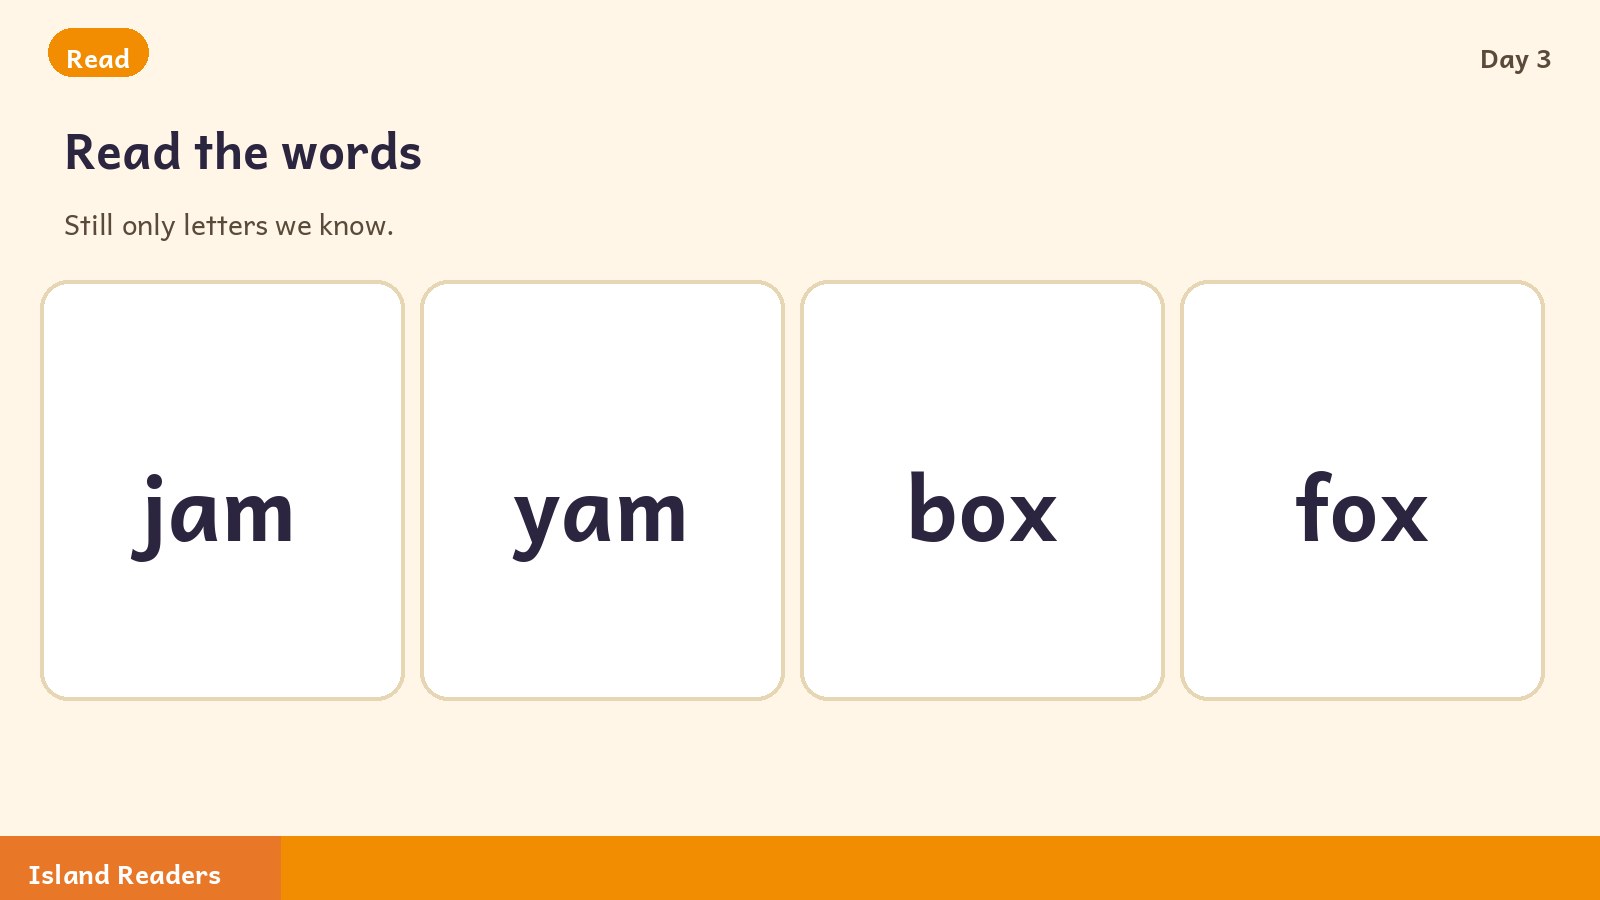 Read
Day 3
Read the words
Still only letters we know.
jam yam box fox
Island Readers